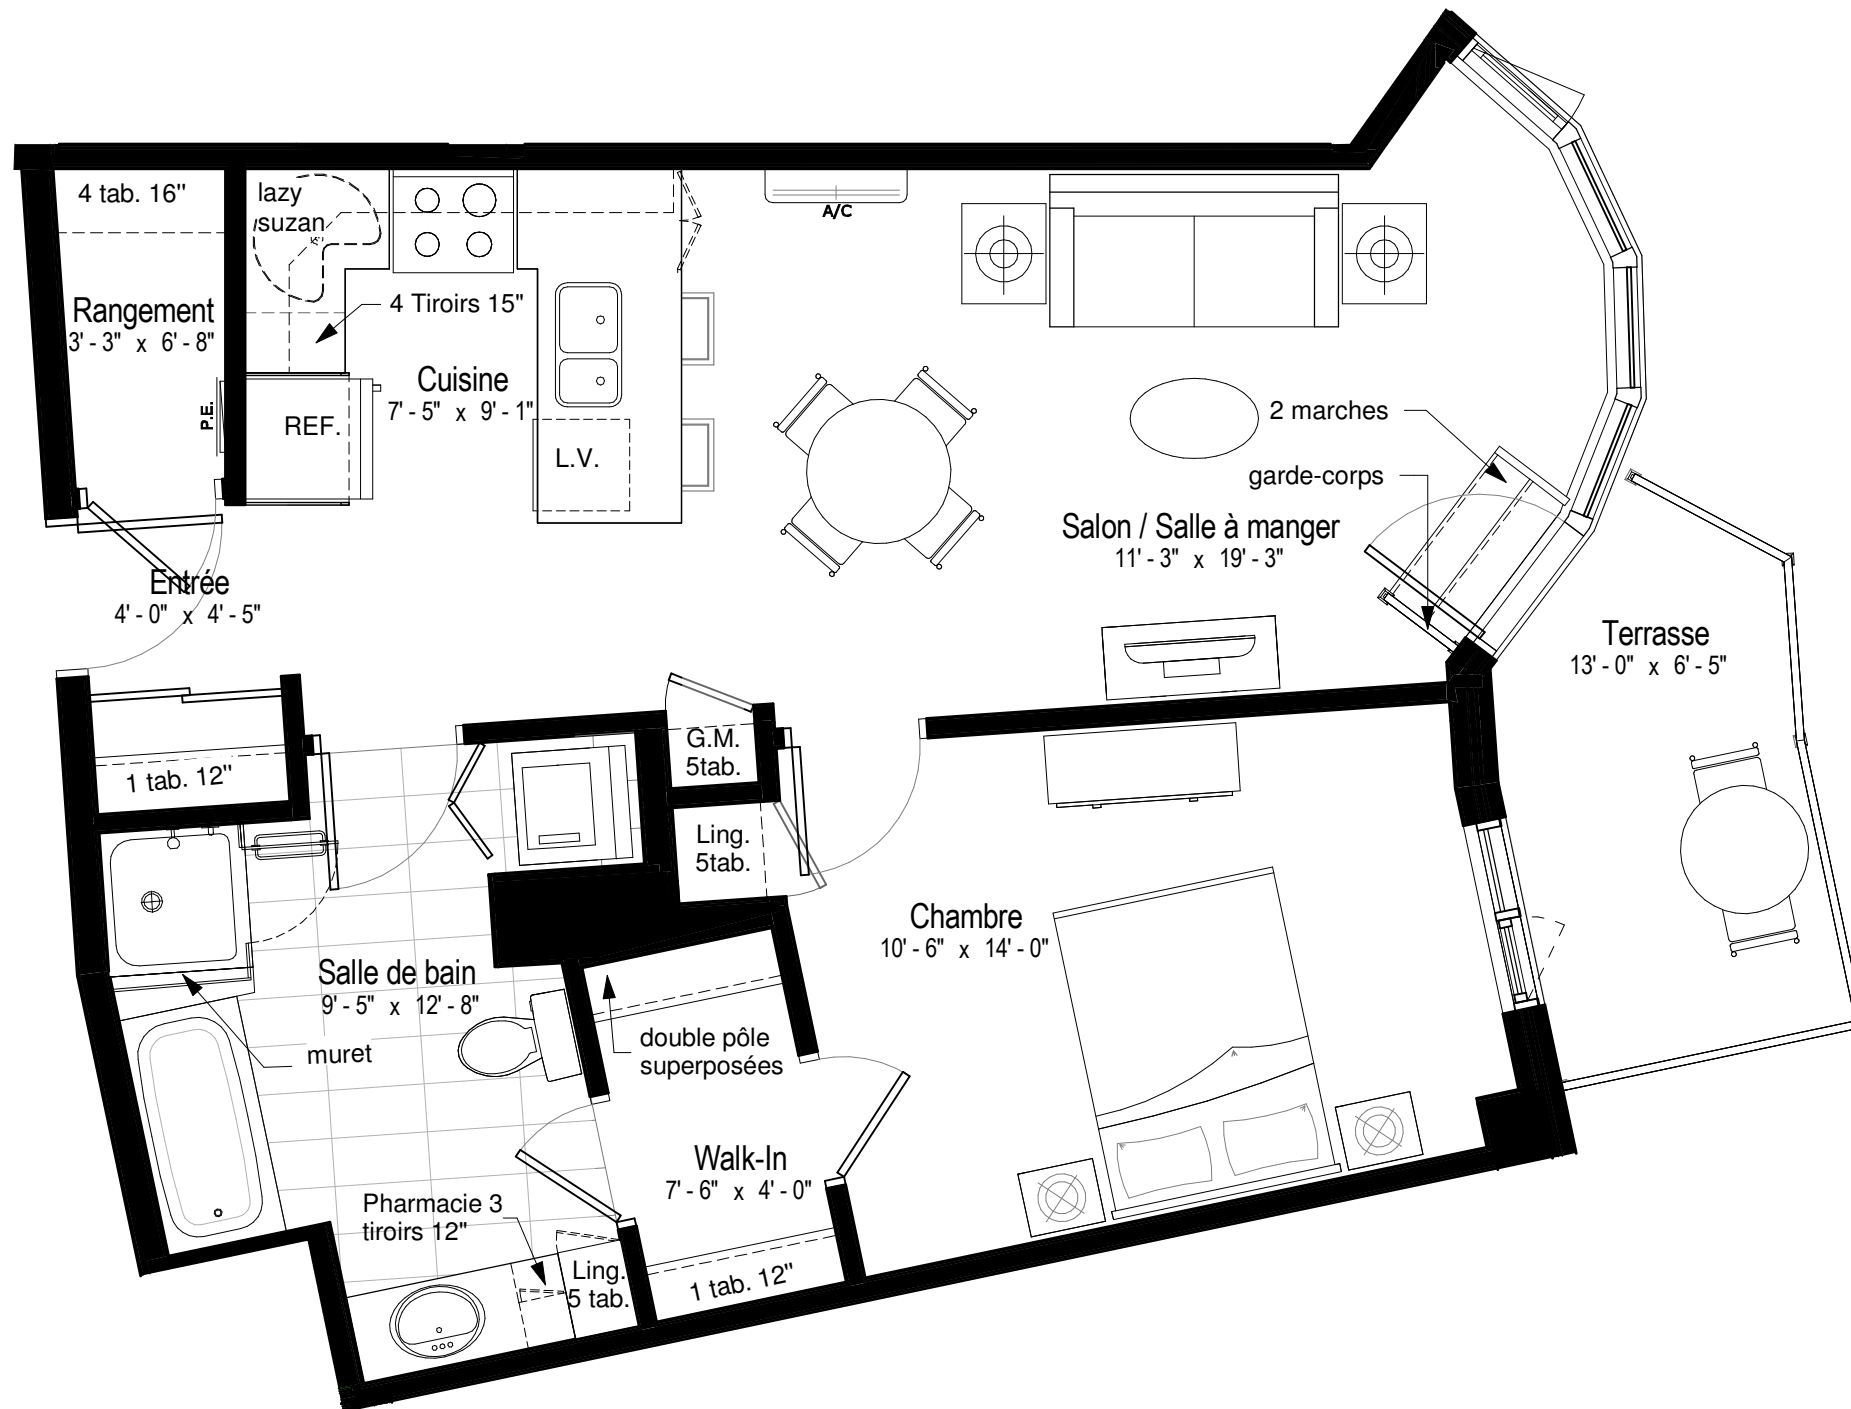 4 tab. 16"
lazy
suzan
A/C
Rangement
3' - 3" x 6' - 8"
4 Tiroirs 15"
Cuisine
7' - 5" x 9' - 1"
P.E.
REF.
L.V.
2 marches
garde-corps
Salon / Salle à manger
11' - 3" x 19' - 3"
Entrée
4' - 0" x 4' - 5"
Terrasse
13' - 0" x 6' - 5"
G.M.
5tab.
1 tab. 12"
Ling.
5tab.
Chambre
10' - 6" x 14' - 0"
Salle de bain
9' - 5" x 12' - 8"
muret
double pôle
superposées
Walk-In
7' - 6" x 4' - 0"
Pharmacie 3
tiroirs 12"
Ling.
5 tab.
1 tab. 12"